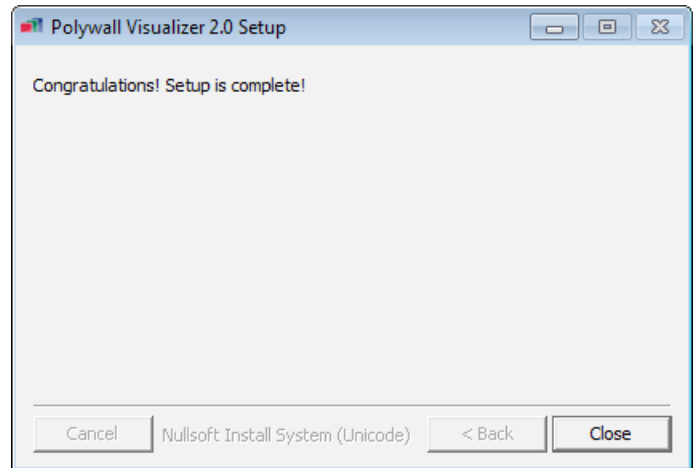 Polywall Visualizer 2.0 Setup
Congratulations! Setup is complete!
Cancel Nullsoft Install System (Unicode) < Back Close